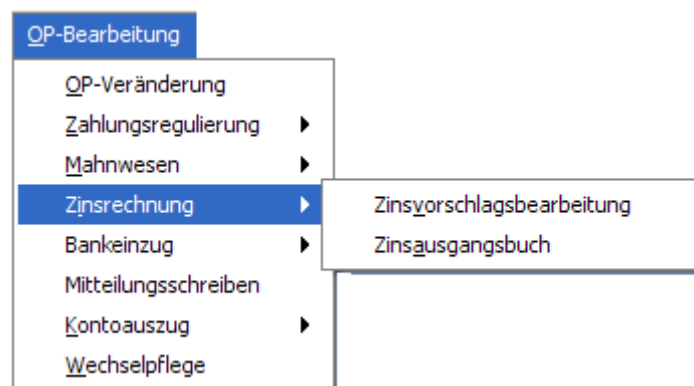 OP-Bearbeitung
OP-Veränderung
Zahlungsregulierung
Mahnwesen
Zinsrechnung
Zinsvorschlagsbearbeitung
Bankeinzug
Zinsausgangsbuch
Mitteilungsschreiben
Kontoauszug
Wechselpflege